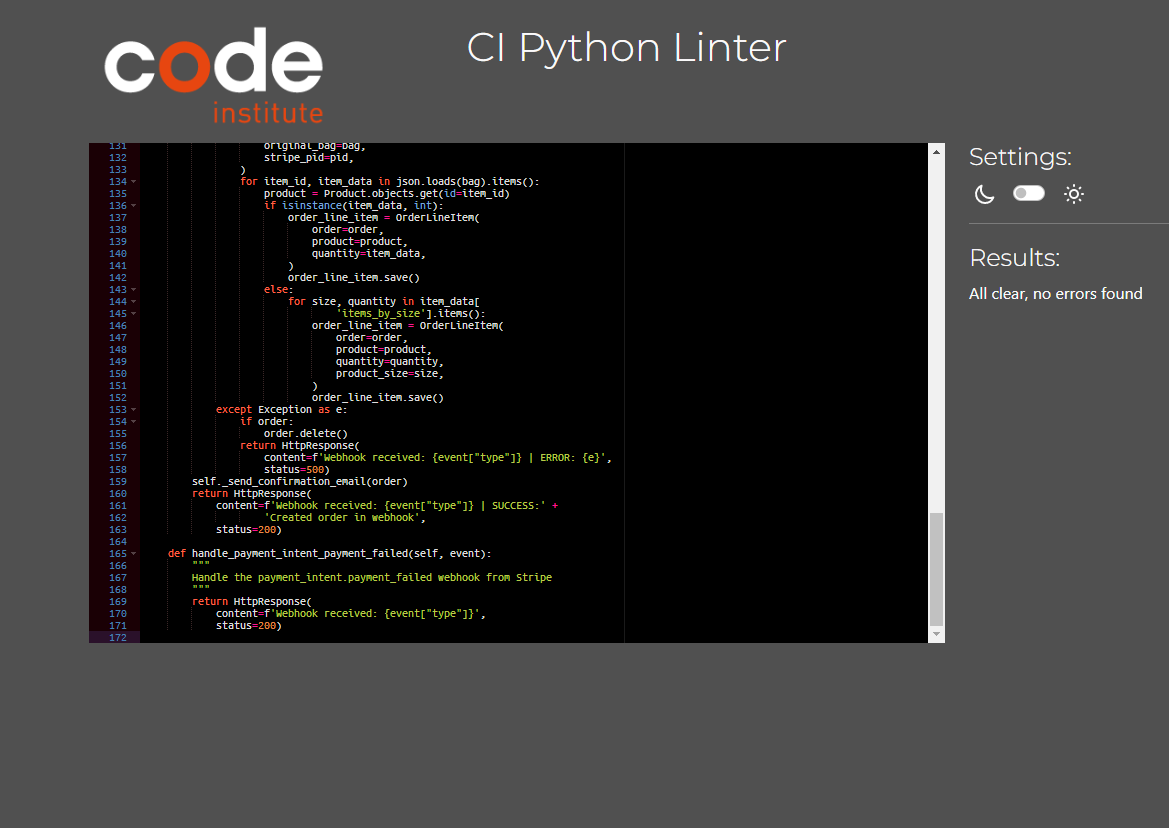 code
institute
CI Python Linter
131 original_bag=bag,
132 stripe_pid=pid,
133 )
134 for item_id, item_data in json.loads(bag).items():
135 product = Product.objects.get(id=item_id)
136 if isinstance(item_data, int):
137 order_line_item = OrderLineItem(
138 order=order,
139 product=product,
140 quantity=item_data,
141 )
142 order_line_item.save()
143 else:
144 for size, quantity in item_data[
145 'items_by_size'].items():
146 order_line_item = OrderLineItem(
147 order=order,
148 product=product,
149 quantity=quantity,
150 product_size=size,
151 )
152 order_line_item.save()
153 except Exception as e:
154 if order:
155 order.delete()
156 return HttpResponse(
157 content=f'Webhook received: {event["type"]} | ERROR: {e}',
158 status=500)
159 self._send_confirmation_email(order)
160 return HttpResponse(
161 content=f'Webhook received: {event["type"]} | SUCCESS:' +
162 'Created order in webhook',
163 status=200)
164
165 def handle_payment_intent_payment_failed(self, event):
166 """
167 Handle the payment_intent.payment_failed webhook from Stripe
168 """
169 return HttpResponse(
170 content=f'Webhook received: {event["type"]}',
171 status=200)
172
Settings:
Results:
All clear, no errors found